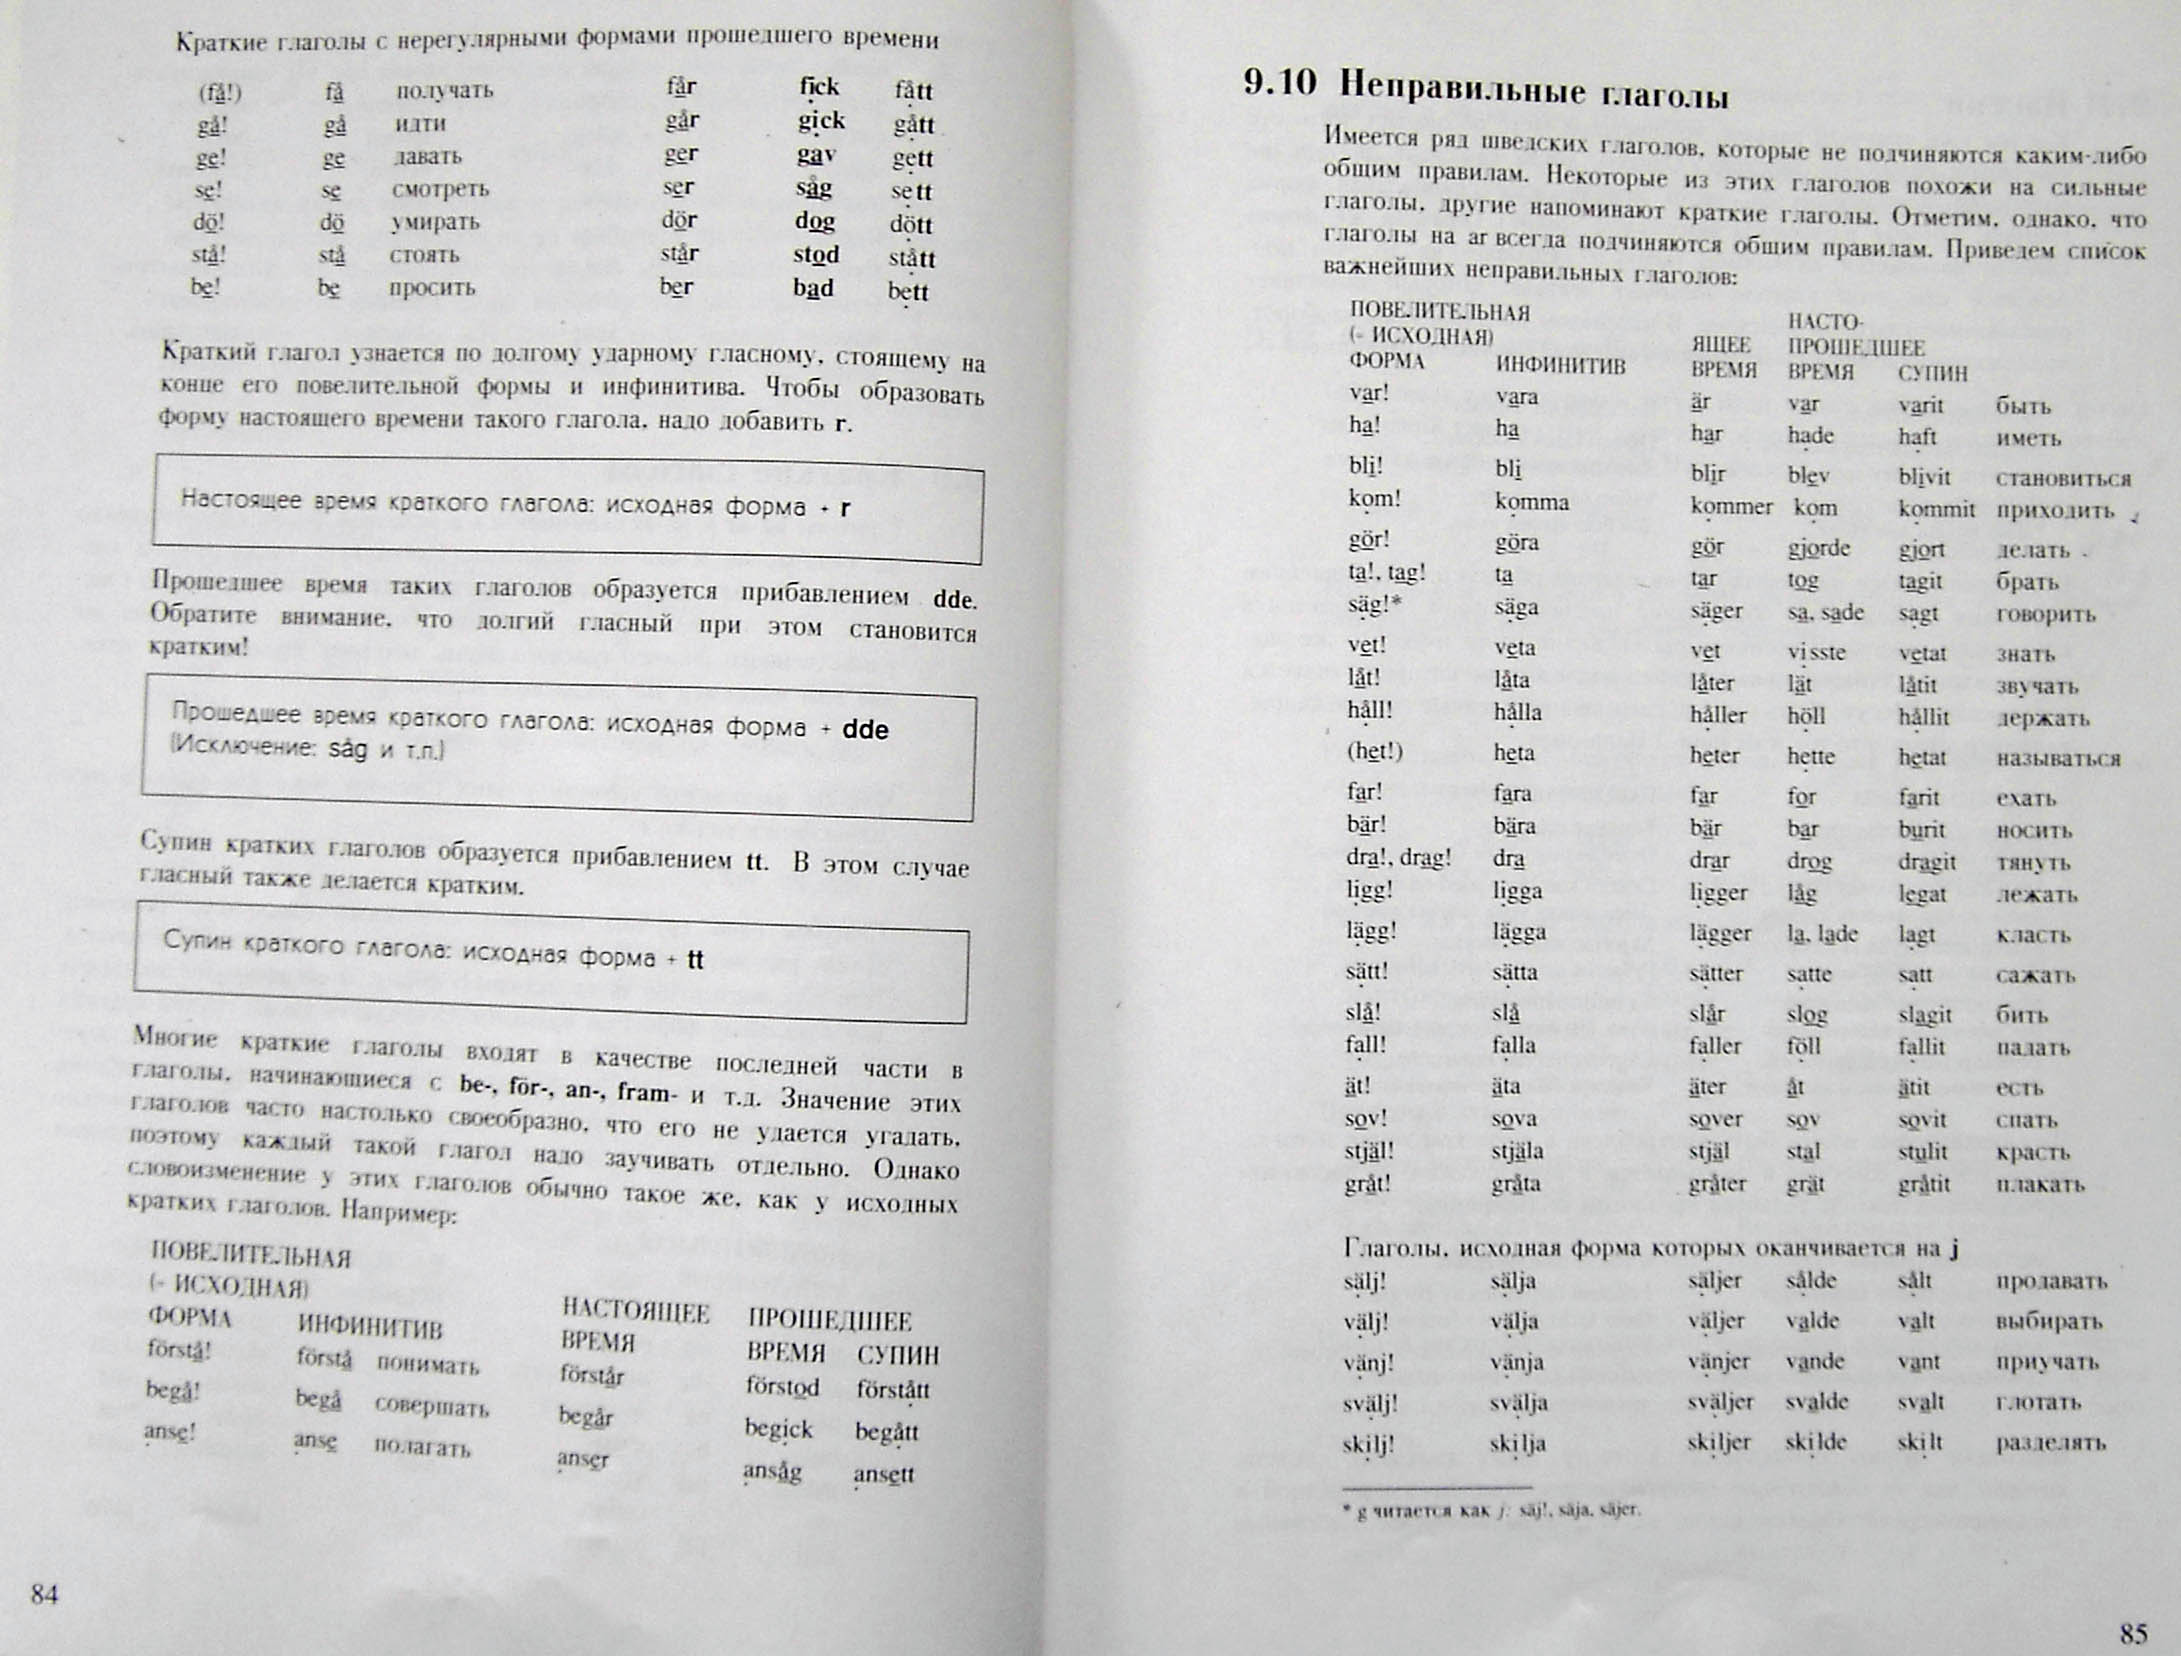 Краткие глаголы с нерегулярными формами прошедшего времени
(få!) få получать får fick fått
gå! gå идти går gick gått
ge! ge давать ger gav gett
se! se смотреть ser såg sett
dö! dö умирать dör dog dött
stå! stå стоять står stod stått
be! be просить ber bad bett
Краткий глагол узнается по долгому ударному гласному, стоящему на
конце его повелительной формы и инфинитива. Чтобы образовать
форму настоящего времени такого глагола, надо добавить r.
Настоящее время краткого глагола: исходная форма + r
Прошедшее время таких глаголов образуется прибавлением dde.
Обратите внимание, что долгий гласный при этом становится
кратким!
Прошедшее время краткого глагола: исходная форма + dde
(Исключение: såg и т.п.)
Супин кратких глаголов образуется прибавлением tt. В этом случае
гласный также делается кратким.
Супин краткого глагола: исходная форма + tt
Многие краткие глаголы входят в качестве последней части в
глаголы, начинающиеся с be-, för-, an-, fram- и т.д. Значение этих
глаголов часто настолько своеобразно, что его не удается угадать,
поэтому каждый такой глагол надо заучивать отдельно. Однако
словоизменение у этих глаголов обычно такое же, как у исходных
кратких глаголов. Например:
ПОВЕЛИТЕЛЬНАЯ
(= ИСХОДНАЯ) НАСТОЯЩЕЕ ПРОШЕДШЕЕ
ФОРМА ИНФИНИТИВ ВРЕМЯ ВРЕМЯ СУПИН
förstå! förstå понимать förstår förstod förstått
begå! begå совершать begår begick begått
anse! anse полагать anser ansåg ansett
84
9.10 Неправильные глаголы
Имеется ряд шведских глаголов, которые не подчиняются каким-либо
общим правилам. Некоторые из этих глаголов похожи на сильные
глаголы, другие напоминают краткие глаголы. Отметим, однако, что
глаголы на ar всегда подчиняются общим правилам. Приведем список
важнейших неправильных глаголов:
ПОВЕЛИТЕЛЬНАЯ НАСТО-
(= ИСХОДНАЯ) ЯЩЕЕ ПРОШЕДШЕЕ
ФОРМА ИНФИНИТИВ ВРЕМЯ ВРЕМЯ СУПИН
var! vara är var varit быть
ha! ha har hade haft иметь
bli! bli blir blev blivit становиться
kom! komma kommer kom kommit приходить
gör! göra gör gjorde gjort делать
ta!, tag! ta tar tog tagit брать
säg!* säga säger sa, sade sagt говорить
vet! veta vet visste vetat знать
låt! låta låter lät låtit звучать
håll! hålla håller höll hållit держать
(het!) heta heter hette hetat называться
far! fara far for farit ехать
bär! bära bär bar burit носить
dra!, drag! dra drar drog dragit тянуть
ligg! ligga ligger låg legat лежать
lägg! lägga lägger la, lade lagt класть
sätt! sätta sätter satte satt сажать
slå! slå slår slog slagit бить
fall! falla faller föll fallit падать
ät! äta äter åt ätit есть
sov! sova sover sov sovit спать
stjäl! stjäla stjäl stal stulit красть
gråt! gråta gråter grät gråtit плакать
Глаголы, исходная форма которых оканчивается на j
sälj! sälja säljer sålde sålt продавать
välj! välja väljer valde valt выбирать
vänj! vänja vänjer vande vant приучать
svälj! svälja sväljer svalde svalt глотать
skilj! skilja skiljer skilde skilt разделять
* g читается как j: säj!, säja, säjer.
85